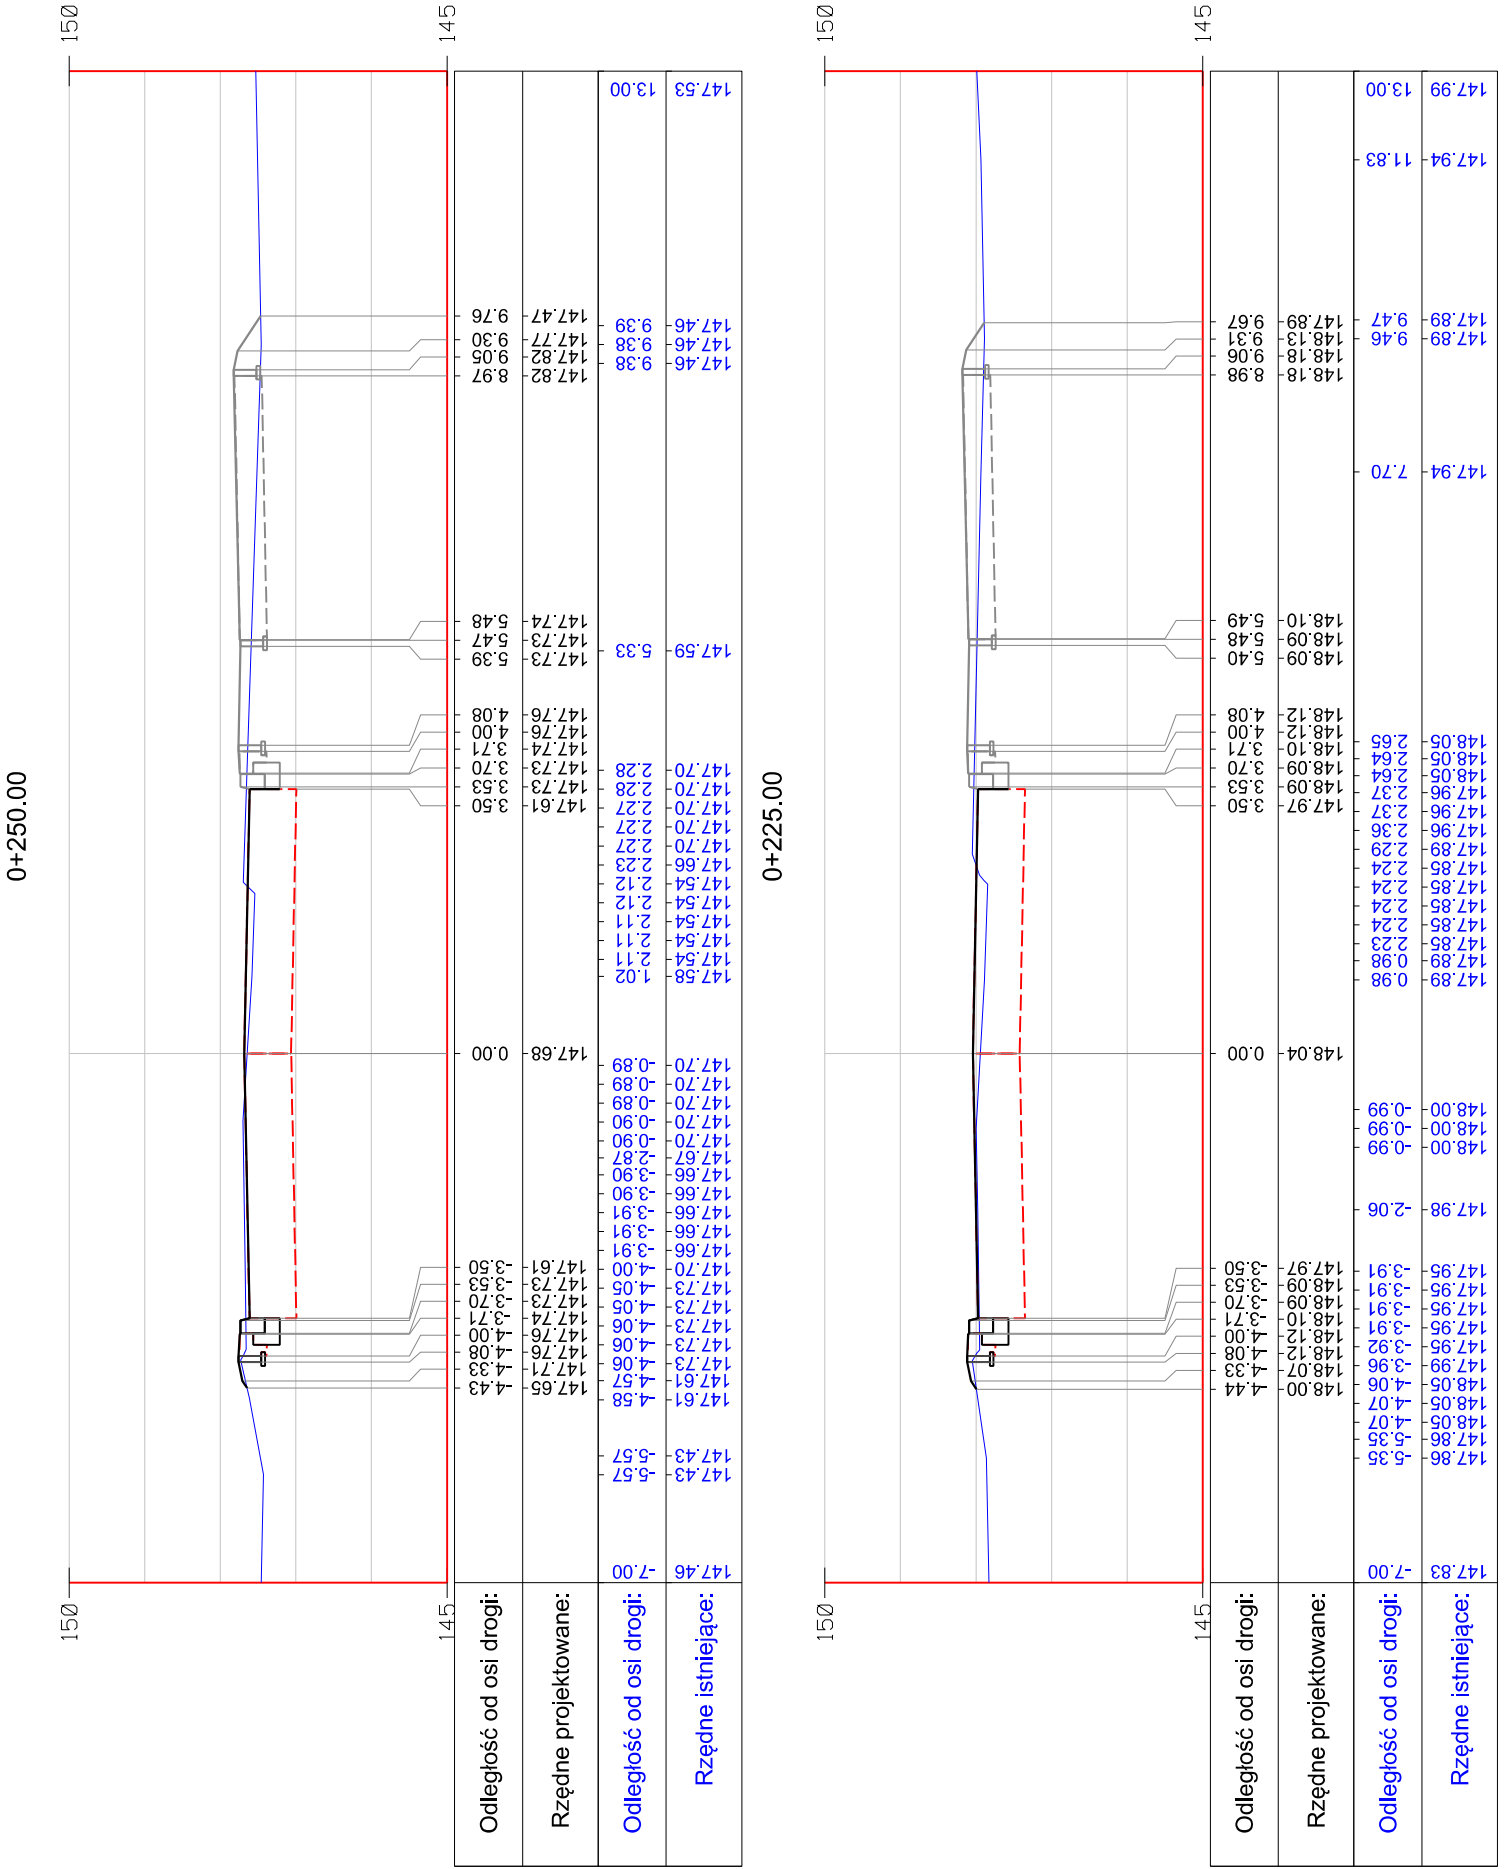 0+250.00
150 150
145 145
Odległość od osi drogi: -4.43 -4.33 -4.08 -4.00 -3.71 -3.70 -3.53 -3.50 0.00 3.50 3.53 3.70 3.71 4.00 4.08 5.39 5.47 5.48 8.97 9.05 9.30 9.76
Rzędne projektowane: 147.65 147.71 147.76 147.76 147.74 147.73 147.73 147.61 147.68 147.61 147.73 147.73 147.74 147.76 147.76 147.73 147.73 147.74 147.82 147.82 147.77 147.47
Odległość od osi drogi: -7.00 -5.57 -5.57 -4.58 -4.57 -4.06 -4.06 -4.06 -4.05 -4.05 -4.00 -3.91 -3.91 -3.91 -3.90 -3.90 -2.87 -0.90 -0.90 -0.89 -0.89 -0.89 1.02 2.11 2.11 2.11 2.12 2.12 2.23 2.27 2.27 2.27 2.28 2.28 5.33 9.38 9.38 9.39 13.00
Rzędne istniejące: 147.46 147.43 147.43 147.61 147.61 147.73 147.73 147.73 147.73 147.73 147.70 147.66 147.66 147.66 147.66 147.66 147.67 147.70 147.70 147.70 147.70 147.70 147.58 147.54 147.54 147.54 147.54 147.54 147.66 147.70 147.70 147.70 147.70 147.70 147.59 147.46 147.46 147.46 147.53
0+225.00
150 150
145 145
Odległość od osi drogi: -4.44 -4.33 -4.08 -4.00 -3.71 -3.70 -3.53 -3.50 0.00 3.50 3.53 3.70 3.71 4.00 4.08 5.40 5.48 5.49 8.98 9.06 9.31 9.67
Rzędne projektowane: 148.00 148.07 148.12 148.12 148.10 148.09 148.09 147.97 148.04 147.97 148.09 148.09 148.10 148.12 148.12 148.09 148.09 148.10 148.18 148.18 148.13 147.89
Odległość od osi drogi: -7.00 -5.35 -5.35 -4.07 -4.07 -4.06 -3.96 -3.92 -3.91 -3.91 -3.91 -3.91 -2.06 -0.99 -0.99 -0.99 0.98 0.98 2.23 2.24 2.24 2.24 2.24 2.29 2.36 2.37 2.37 2.64 2.64 2.65 7.70 9.46 9.47 11.83 13.00
Rzędne istniejące: 147.83 147.86 147.86 148.05 148.05 148.05 147.99 147.95 147.95 147.95 147.95 147.95 147.98 148.00 148.00 148.00 147.89 147.89 147.85 147.85 147.85 147.85 147.85 147.89 147.96 147.96 147.96 148.05 148.05 148.05 147.94 147.89 147.89 147.94 147.99